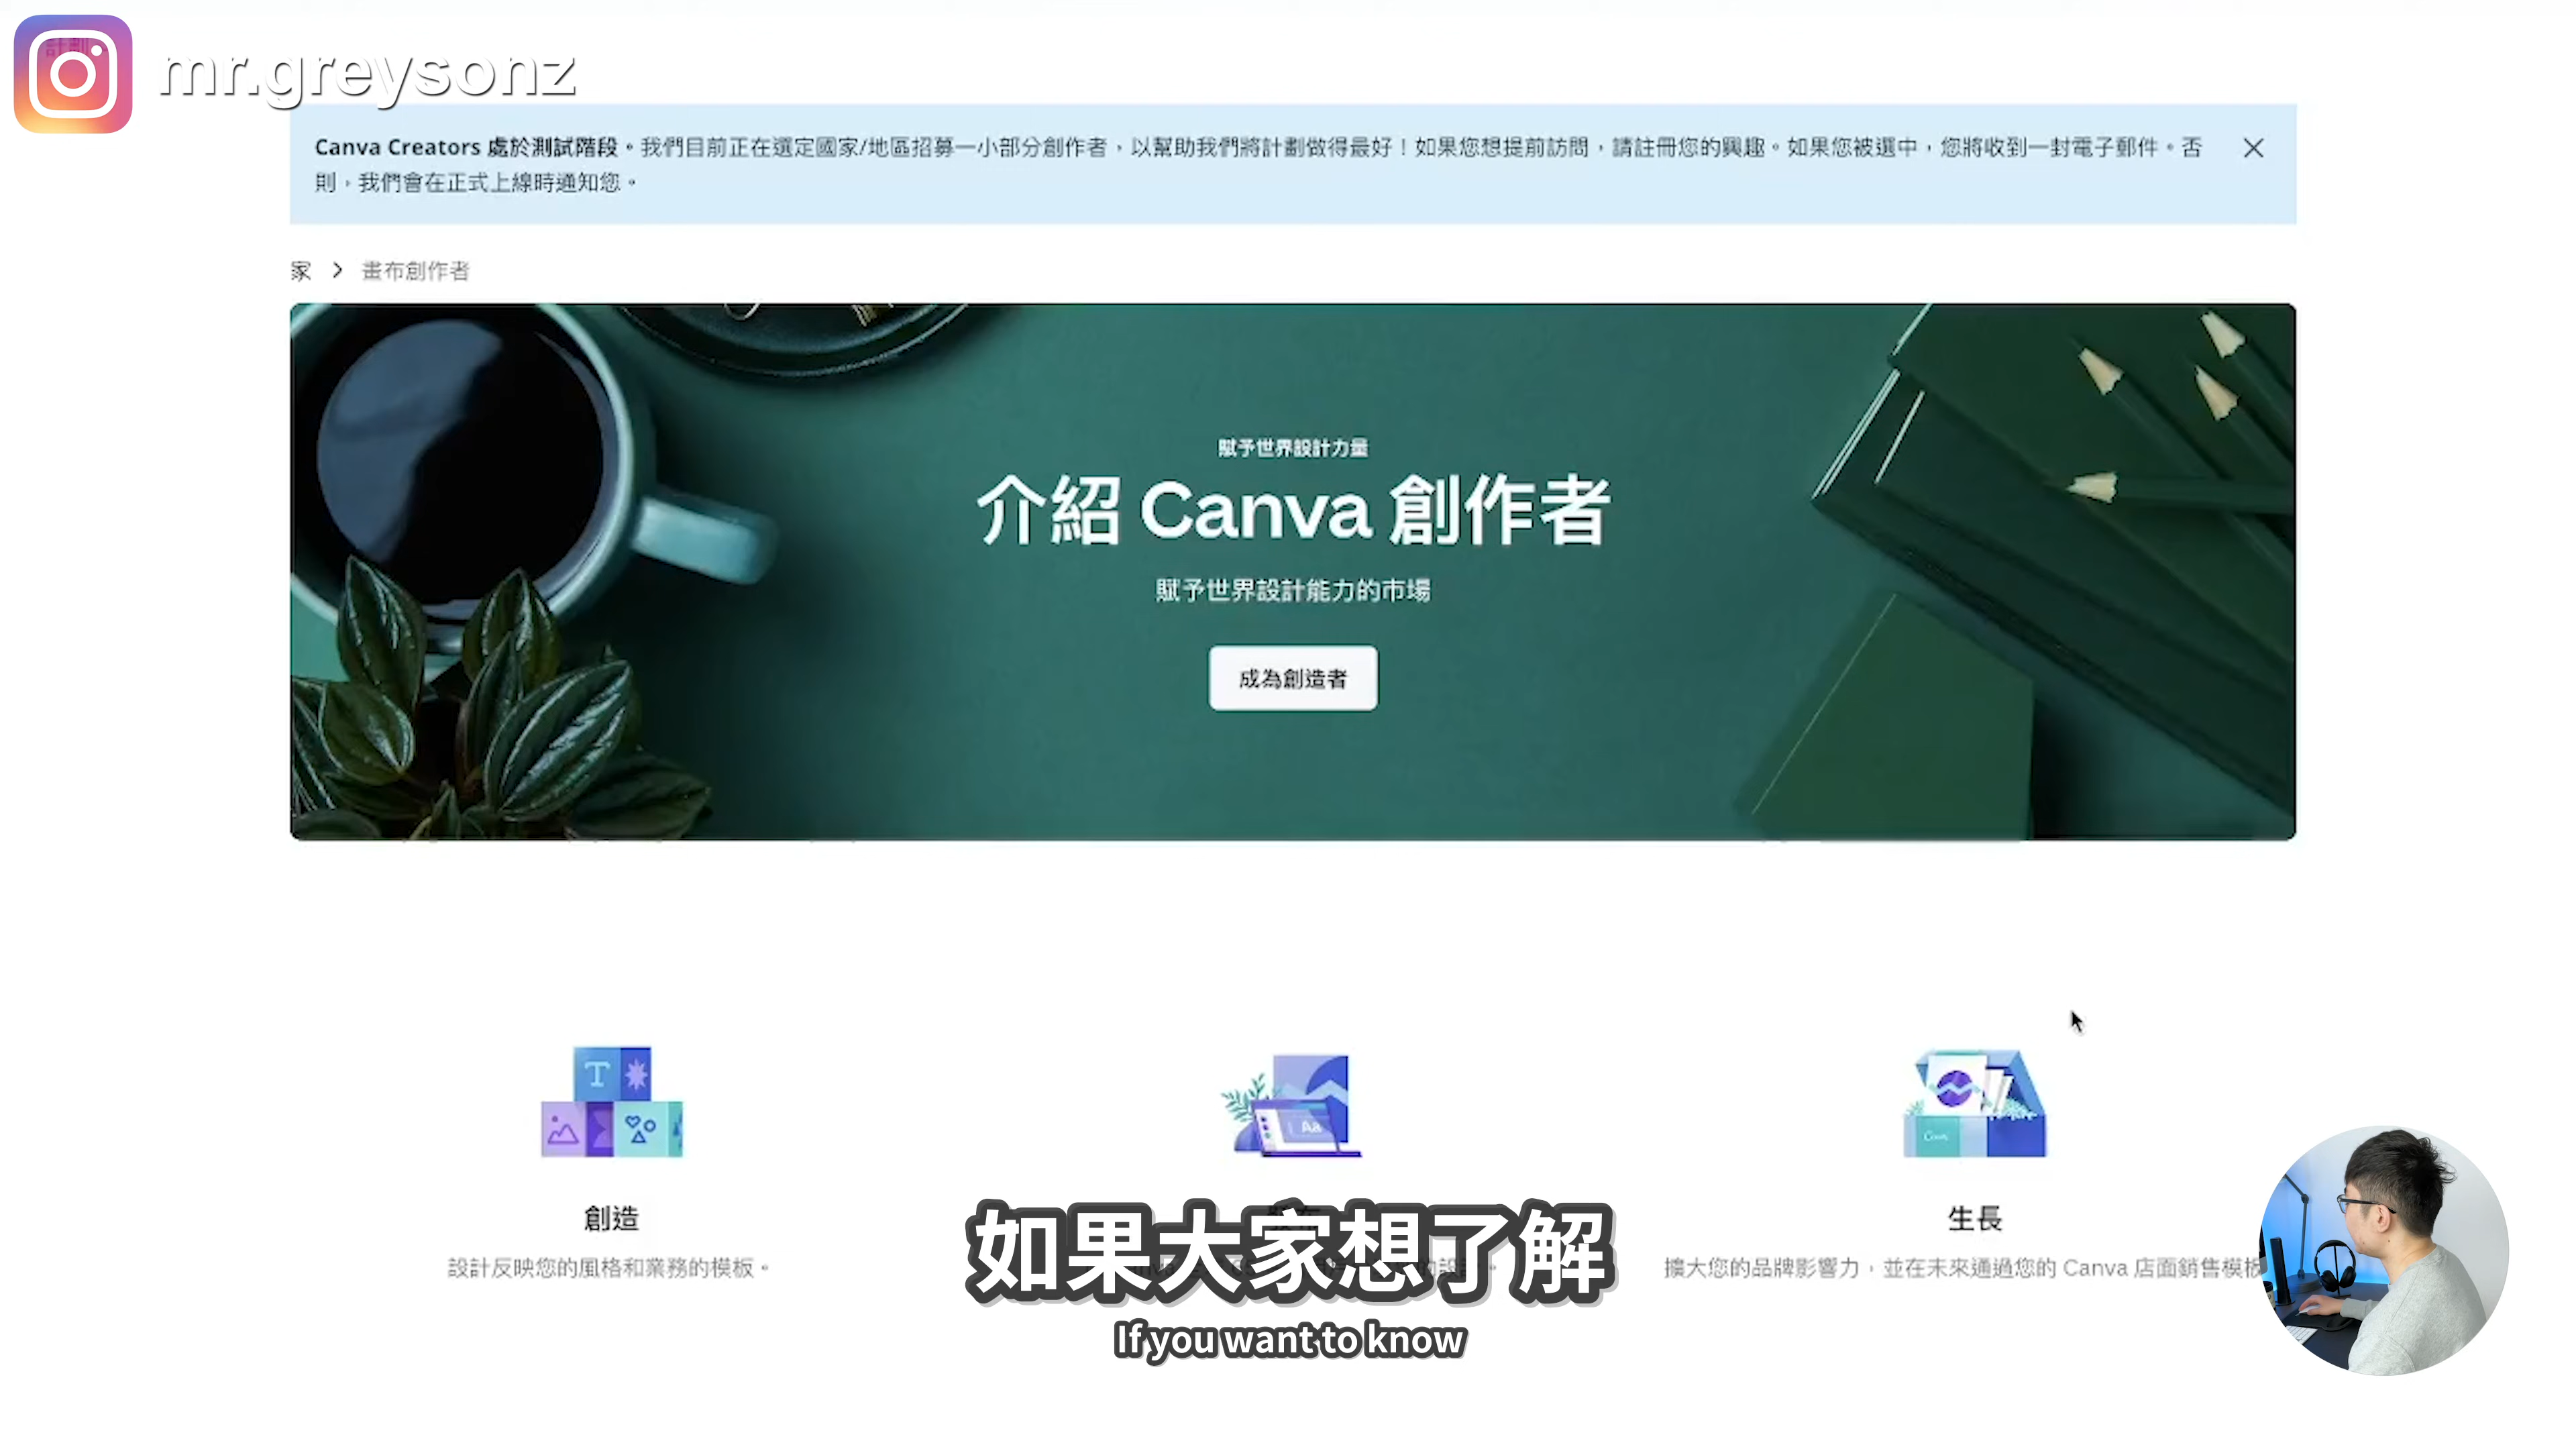 mr.greysonz
Canva Creators 處於測試階段。我們目前正在選定國家/地區招募一小部分創作者，以幫助我們將計劃做得最好！如果您想提前訪問，請註冊您的興趣。如果您被選中，您將收到一封電子郵件。否
則，我們會在正式上線時通知您。
家 > 畫布創作者
賦予世界設計力量
介紹 Canva 創作者
賦予世界設計能力的市場
成為創造者
T
Aa
Canva
創造
生長
設計反映您的風格和業務的模板。
擴大您的品牌影響力，並在未來通過您的 Canva 店面銷售模板
如果大家想了解
If you want to know